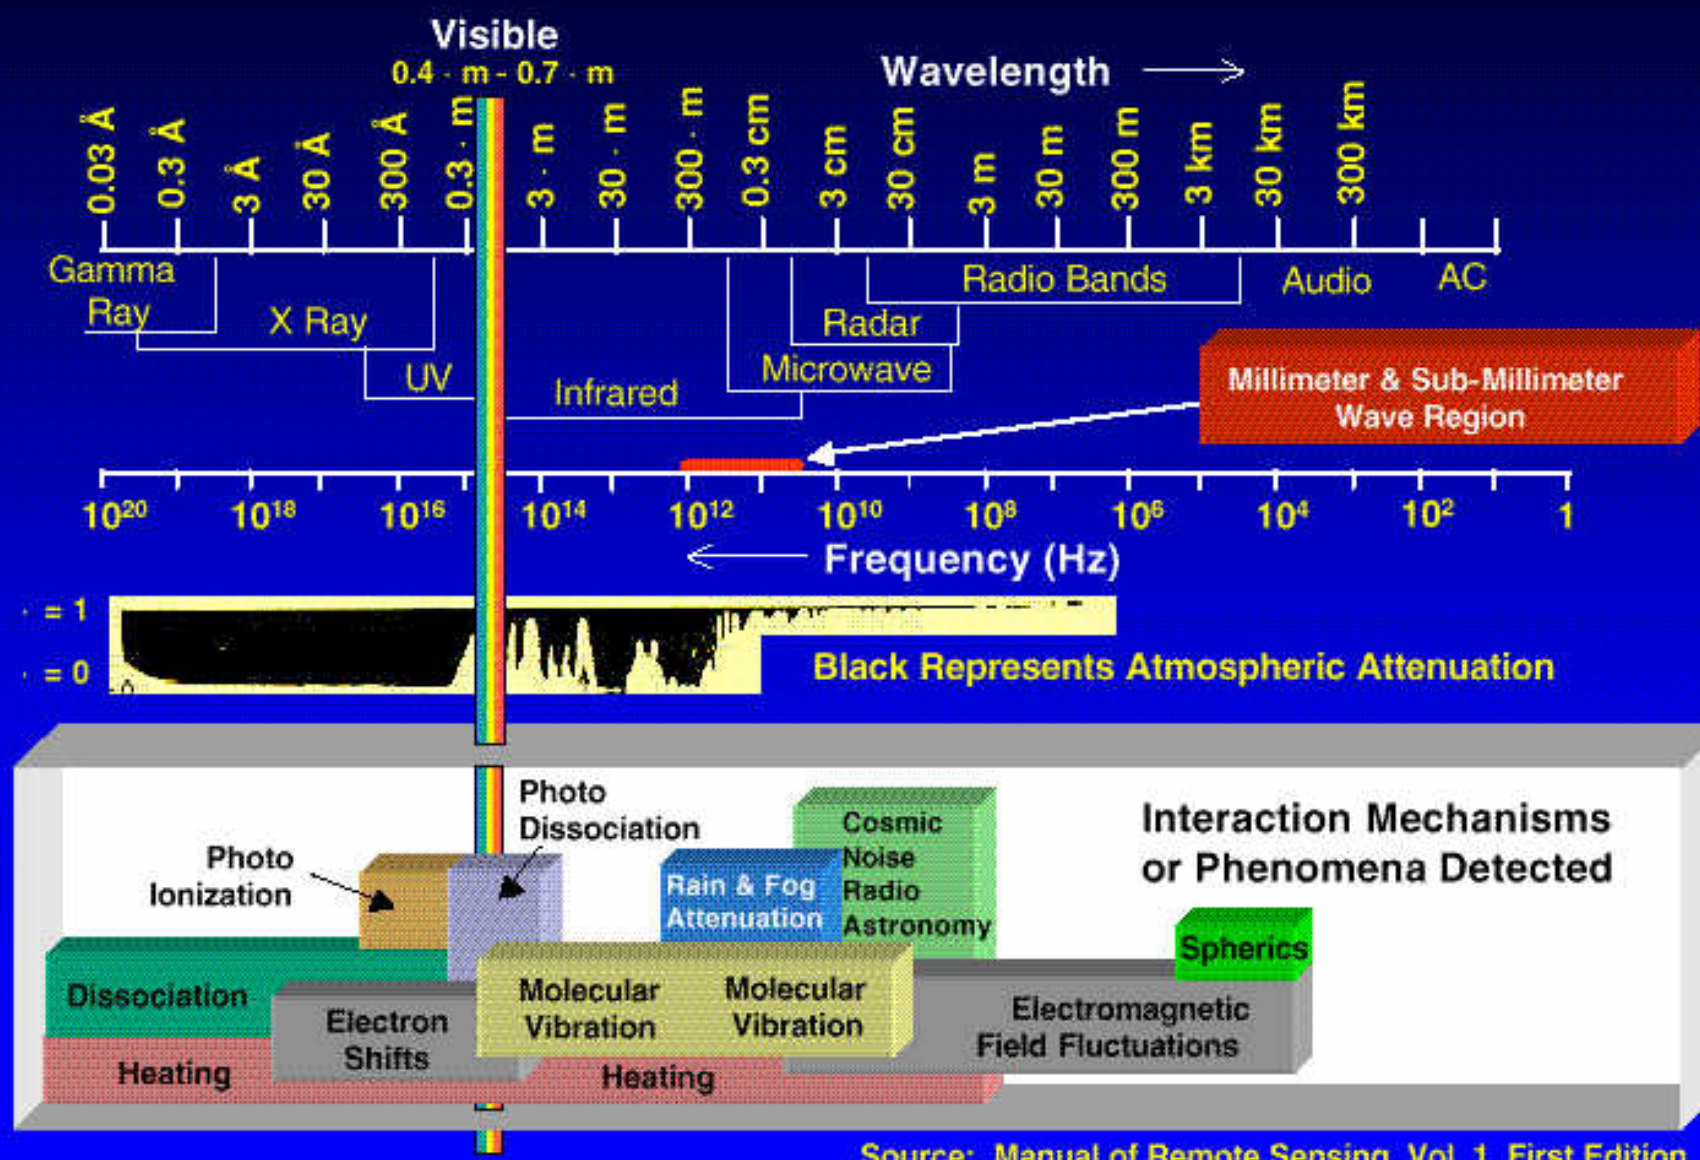 Visible
0.4 · m - 0.7 · m
Wavelength
0.03 Å
0.3 Å
3 Å
30 Å
300 Å
0.3 · m
3 · m
30 · m
300 · m
0.3 cm
3 cm
30 cm
3 m
30 m
300 m
3 km
30 km
300 km
Gamma
Ray
X Ray
UV
Infrared
Microwave
Radar
Radio Bands
Audio
AC
Millimeter & Sub-Millimeter
Wave Region
10²⁰ 10¹⁸ 10¹⁶ 10¹⁴ 10¹² 10¹⁰ 10⁸ 10⁶ 10⁴ 10² 1
Frequency (Hz)
· = 1
· = 0
Black Represents Atmospheric Attenuation
Photo
Dissociation
Photo
Ionization
Cosmic
Noise
Radio
Astronomy
Rain & Fog
Attenuation
Interaction Mechanisms
or Phenomena Detected
Spherics
Dissociation
Electron
Shifts
Molecular
Vibration
Molecular
Vibration
Electromagnetic
Field Fluctuations
Heating
Heating
Source: Manual of Remote Sensing, Vol. 1, First Edition